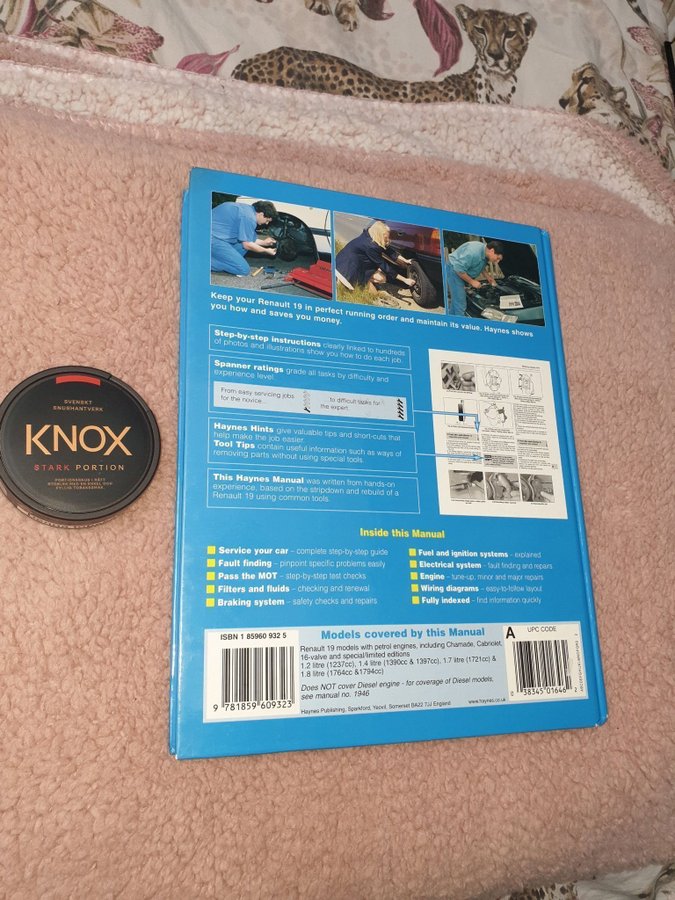 Keep your Renault 19 in perfect running order and maintain its value. Haynes shows
you how and saves you money.
Step-by-step instructions clearly linked to hundreds
of photos and illustrations show you how to do each job.
Spanner ratings grade all tasks by difficulty and
experience level.
From easy servicing jobs
for the novice...
to difficult tasks for
the expert
Haynes Hints give valuable tips and short-cuts that
help make the job easier.
Tool Tips contain useful information such as ways of
removing parts without using special tools.
This Haynes Manual was written from hands-on
experience, based on the stripdown and rebuild of a
Renault 19 using common tools.
SVENSKT
SNUSHANTVERK
KNOX
STARK PORTION
Inside this Manual
Service your car – complete step-by-step guide
Fault finding – pinpoint specific problems easily
Pass the MOT – step-by-step test checks
Filters and fluids – checking and renewal
Braking system – safety checks and repairs
Fuel and ignition systems – explained
Electrical system – fault finding and repairs
Engine – tune-up, minor and major repairs
Wiring diagrams – easy-to-follow layout
Fully indexed – find information quickly
ISBN 1 85960 932 5
9 781859 609323
Models covered by this Manual
Renault 19 models with petrol engines, including Chamade, Cabriolet,
16-valve and special/limited editions
1.2 litre (1237cc), 1.4 litre (1390cc & 1397cc), 1.7 litre (1721cc) &
1.8 litre (1764cc &1794cc)
Does NOT cover Diesel engine - for coverage of Diesel models,
see manual no. 1946
Haynes Publishing, Sparkford, Yeovil, Somerset BA22 7JJ England
www.haynes.co.uk
A
UPC CODE
0 38345 01646 2